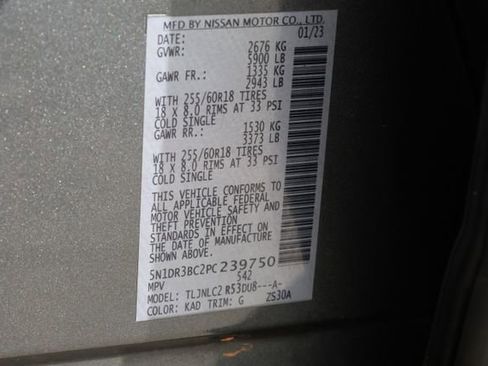 MFD BY NISSAN MOTOR CO., LTD.
DATE: 01/23
GVWR: 2676 KG
5900 LB
GAWR FR.: 1335 KG
2943 LB
WITH 255/60R18 TIRES
18 X 8.0 RIMS AT 33 PSI
COLD SINGLE
GAWR RR.: 1530 KG
3373 LB
WITH 255/60R18 TIRES
18 X 8.0 RIMS AT 33 PSI
COLD SINGLE
THIS VEHICLE CONFORMS TO
ALL APPLICABLE FEDERAL
MOTOR VEHICLE SAFETY AND
THEFT PREVENTION
STANDARDS IN EFFECT ON
THE DATE OF MANUFACTURE
SHOWN ABOVE.
5N1DR3BC2PC239750
MPV 542
MODEL: TLJNLC2 R53DU8---A-
COLOR: KAD TRIM: G ZS30A